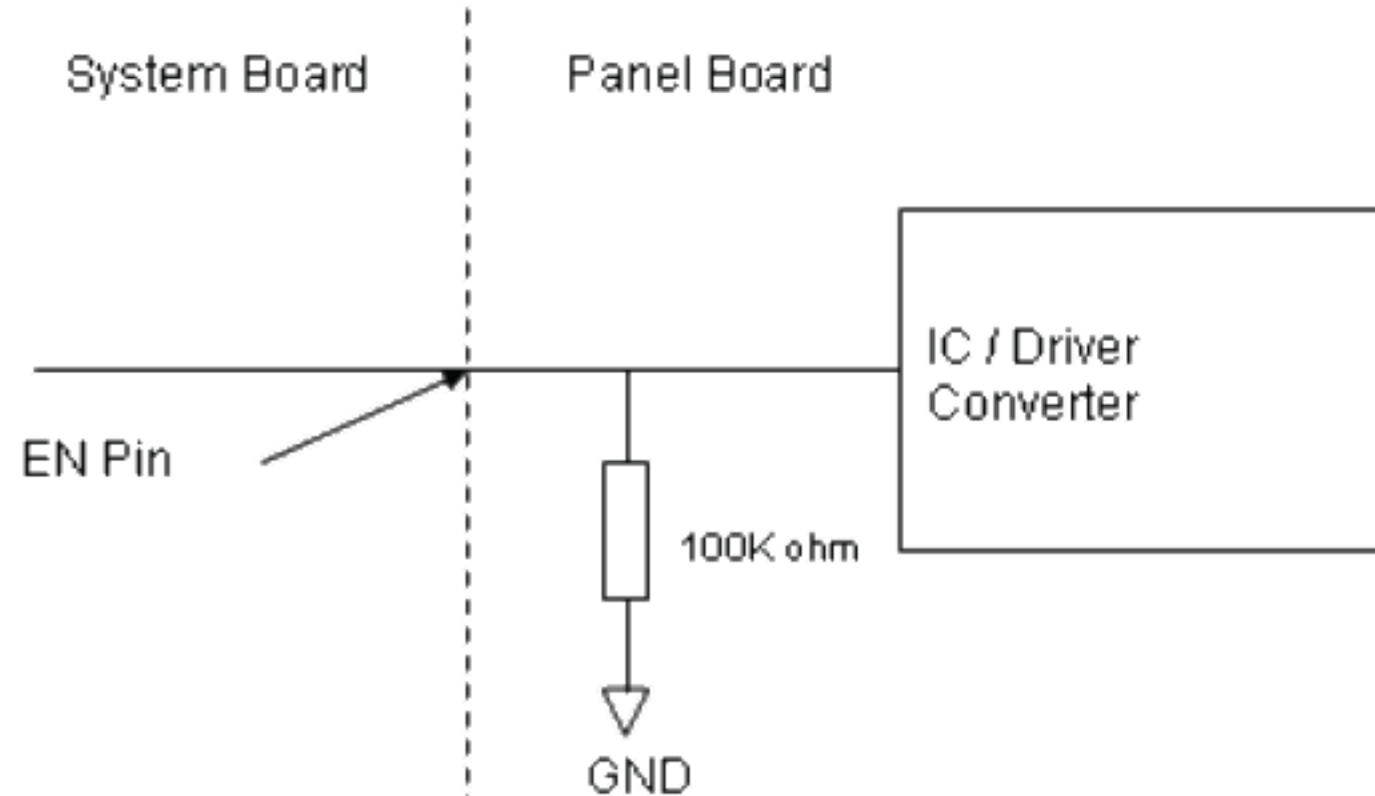 System Board
Panel Board
IC / Driver
Converter
EN Pin
100K ohm
GND